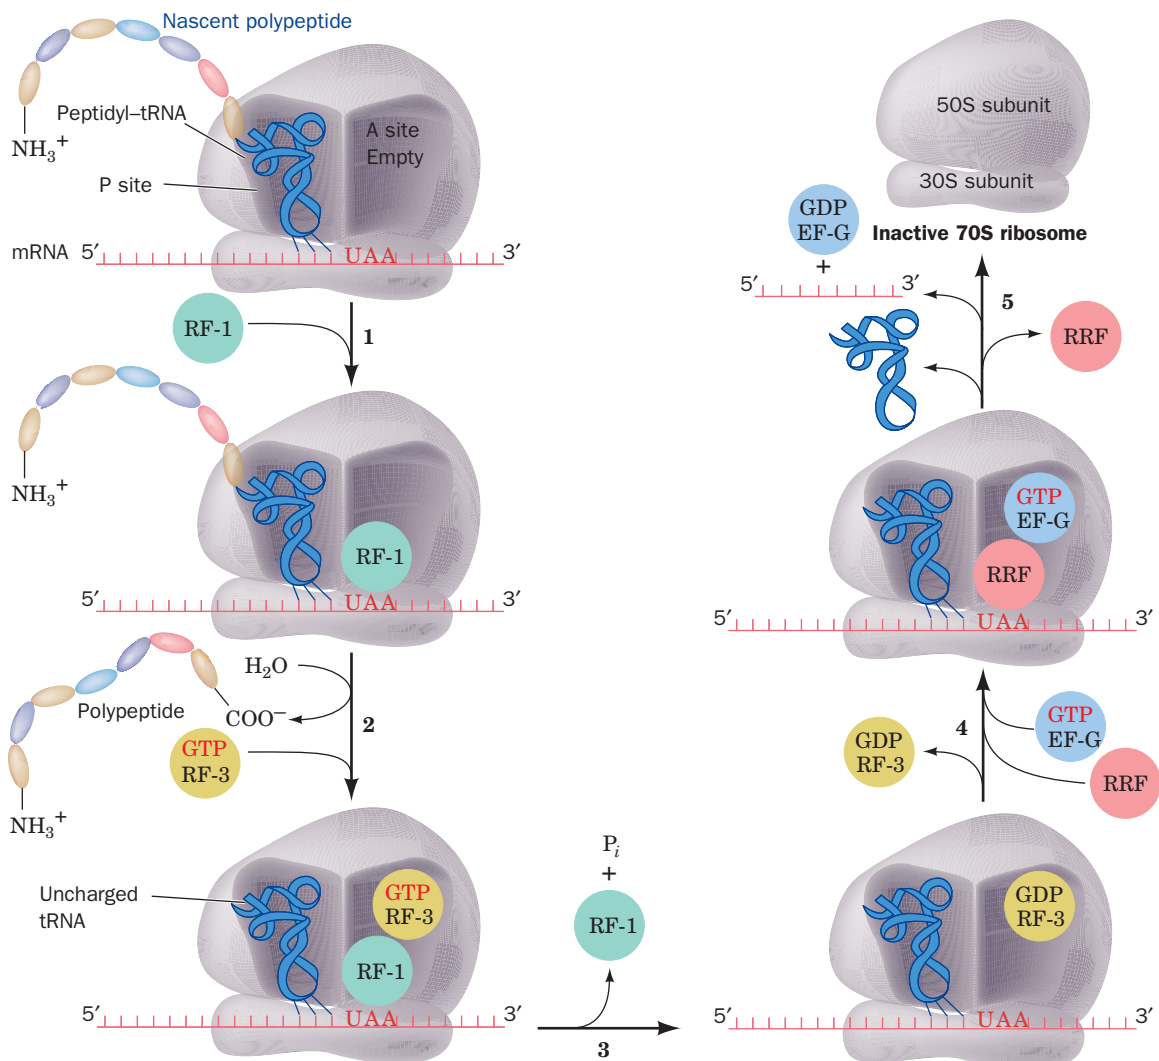 Nascent polypeptide
Peptidyl–tRNA
NH₃⁺
A site
Empty
P site
mRNA 5′ UAA 3′
RF-1
1
NH₃⁺
RF-1
5′ UAA 3′
H₂O
Polypeptide
COO⁻
2
GTP
RF-3
NH₃⁺
Uncharged
tRNA
GTP
RF-3
RF-1
5′ UAA 3′
Pᵢ
+
RF-1
3
GDP
RF-3
5′ UAA 3′
4
GDP
RF-3
GTP
EF-G
RRF
GTP
EF-G
RRF
5′ UAA 3′
5
RRF
5′ 3′
+
GDP
EF-G
Inactive 70S ribosome
50S subunit
30S subunit